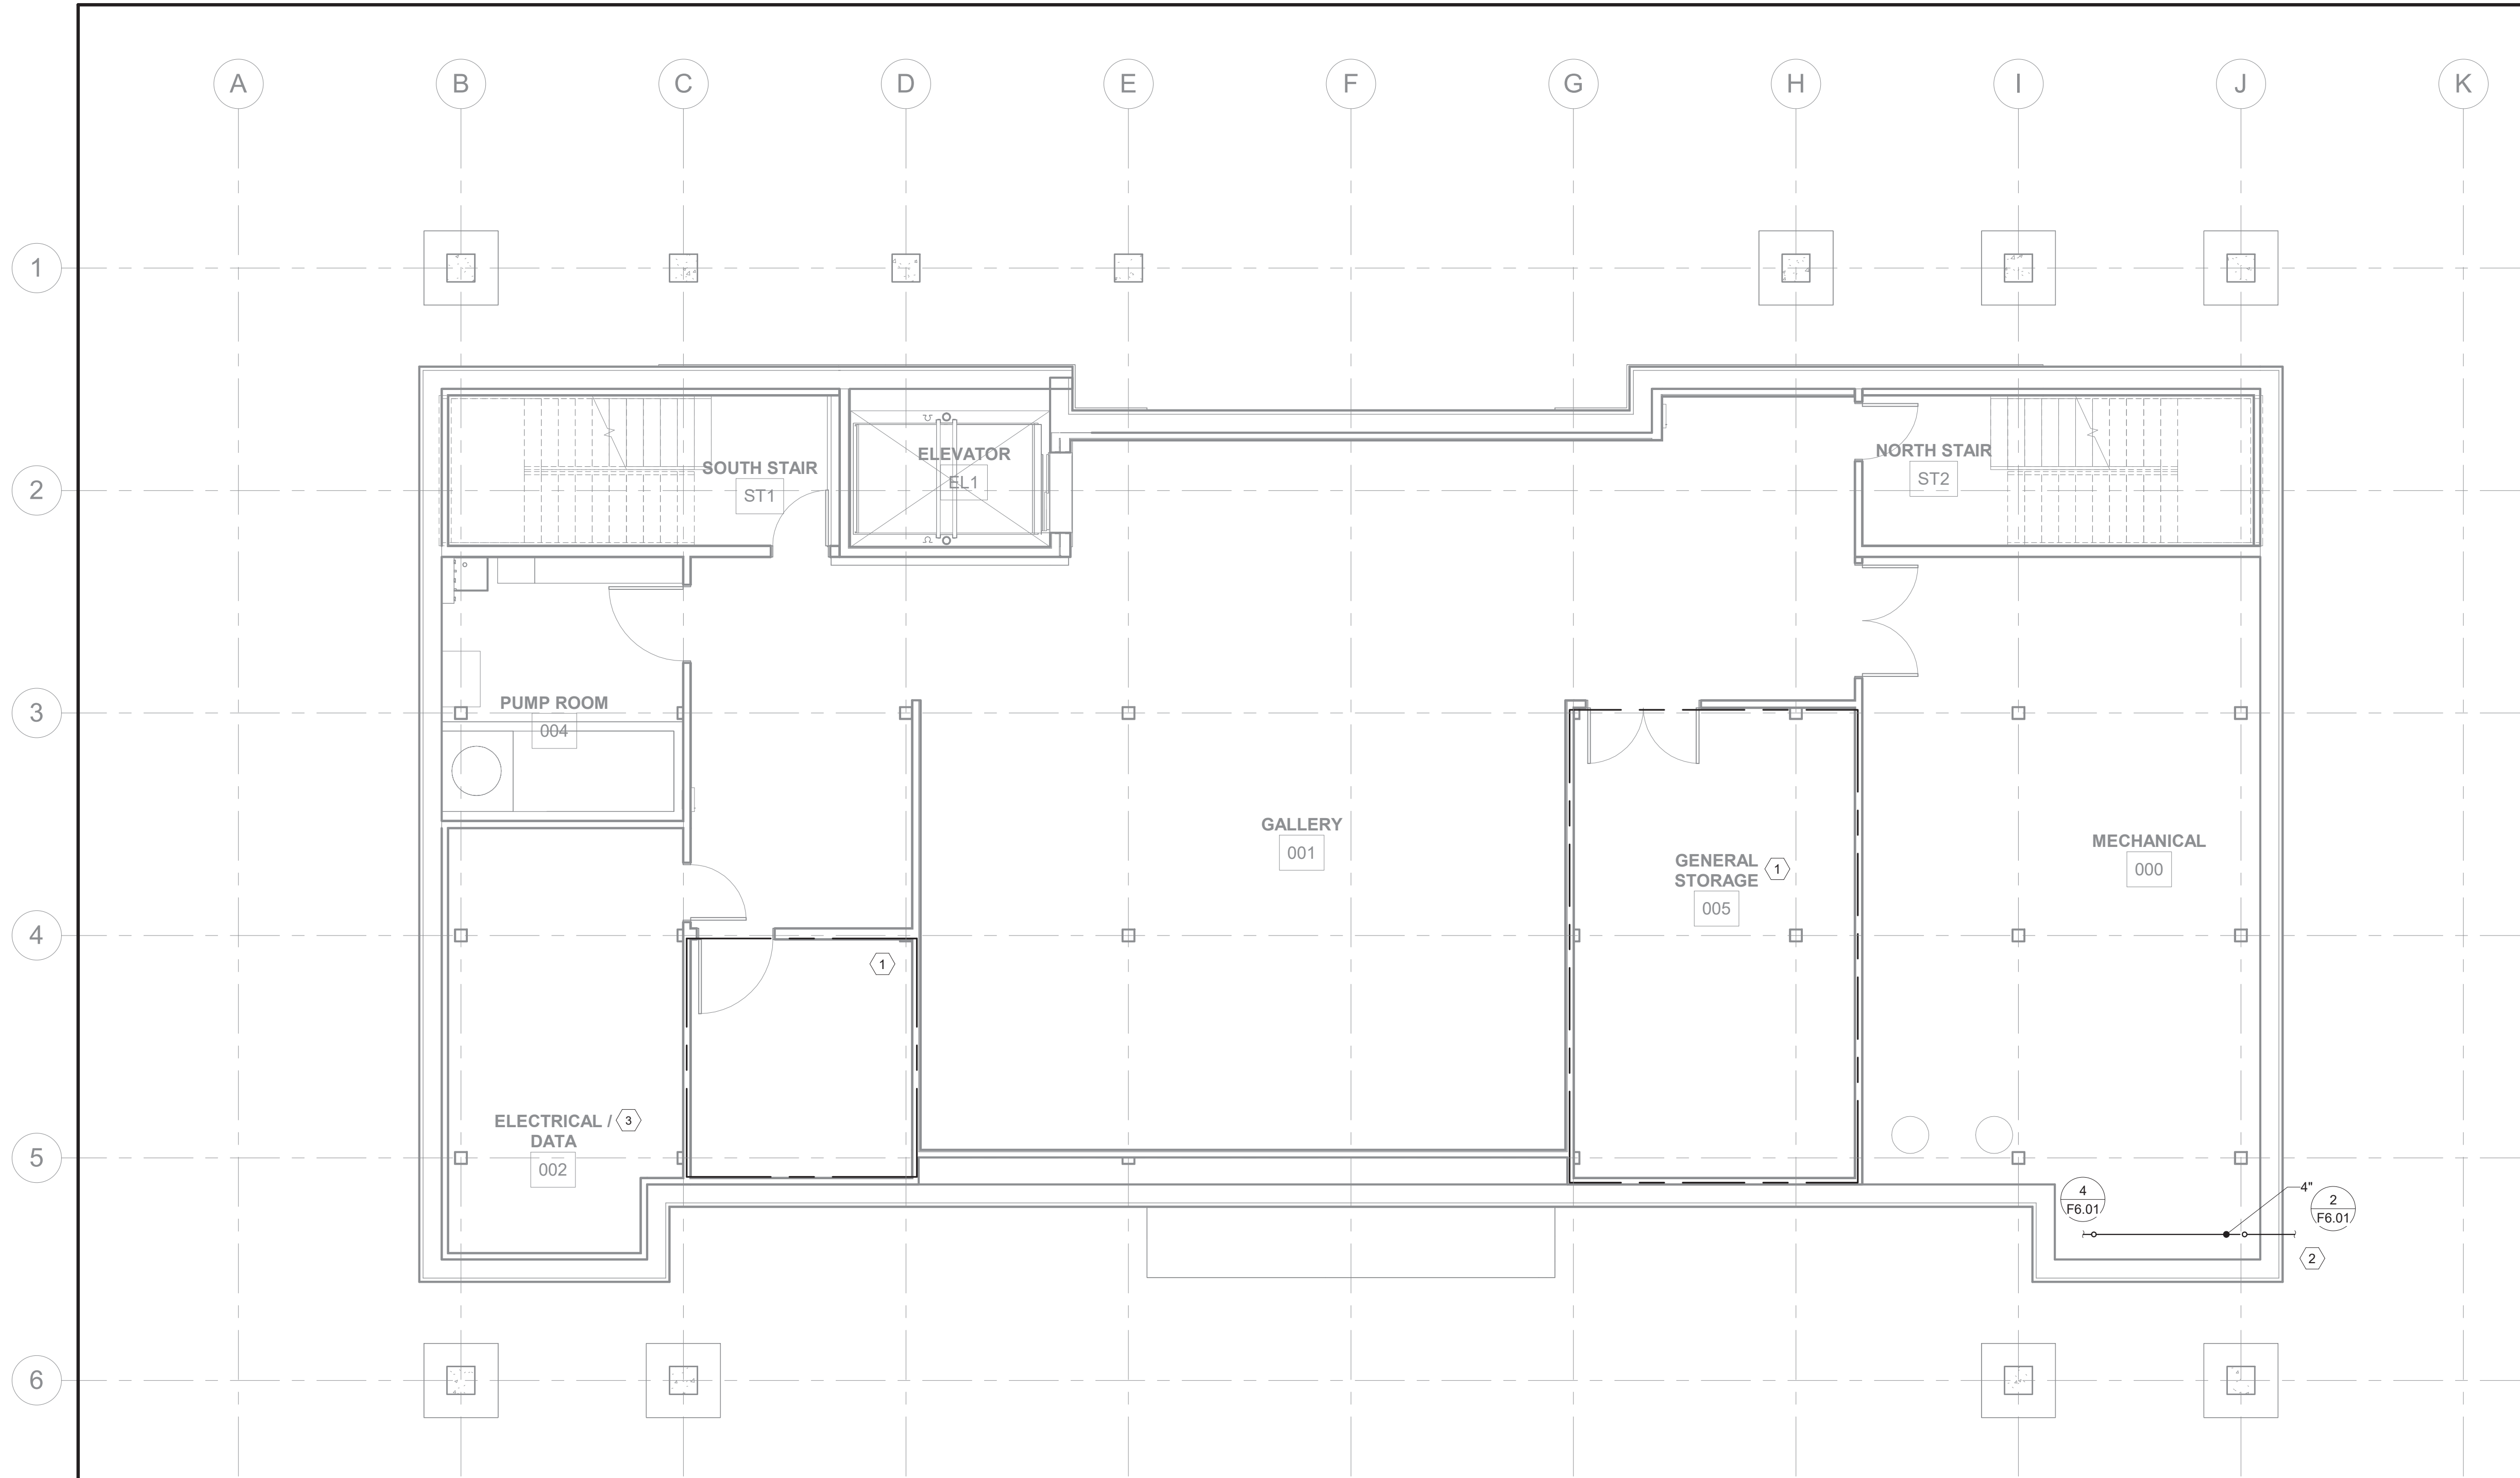 A
B
C
D
E
F
G
H
I
J
K
1
2
3
4
5
6
SOUTH STAIR
ST1
ELEVATOR
EL1
NORTH STAIR
ST2
PUMP ROOM
004
GALLERY
001
GENERAL
STORAGE
1
005
MECHANICAL
000
1
ELECTRICAL /
DATA
3
002
4
F6.01
4"
2
F6.01
2